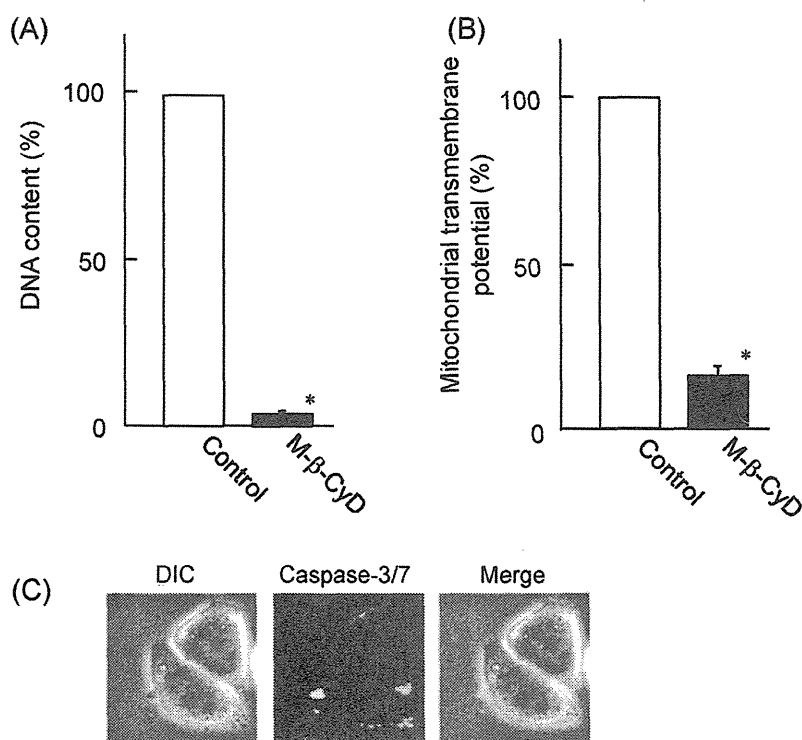 (A)
DNA content (%)
100
50
0
*
Control
M-β-CyD
(B)
Mitochondrial transmembrane
potential (%)
100
50
0
*
Control
M-β-CyD
(C)
DIC
Caspase-3/7
Merge